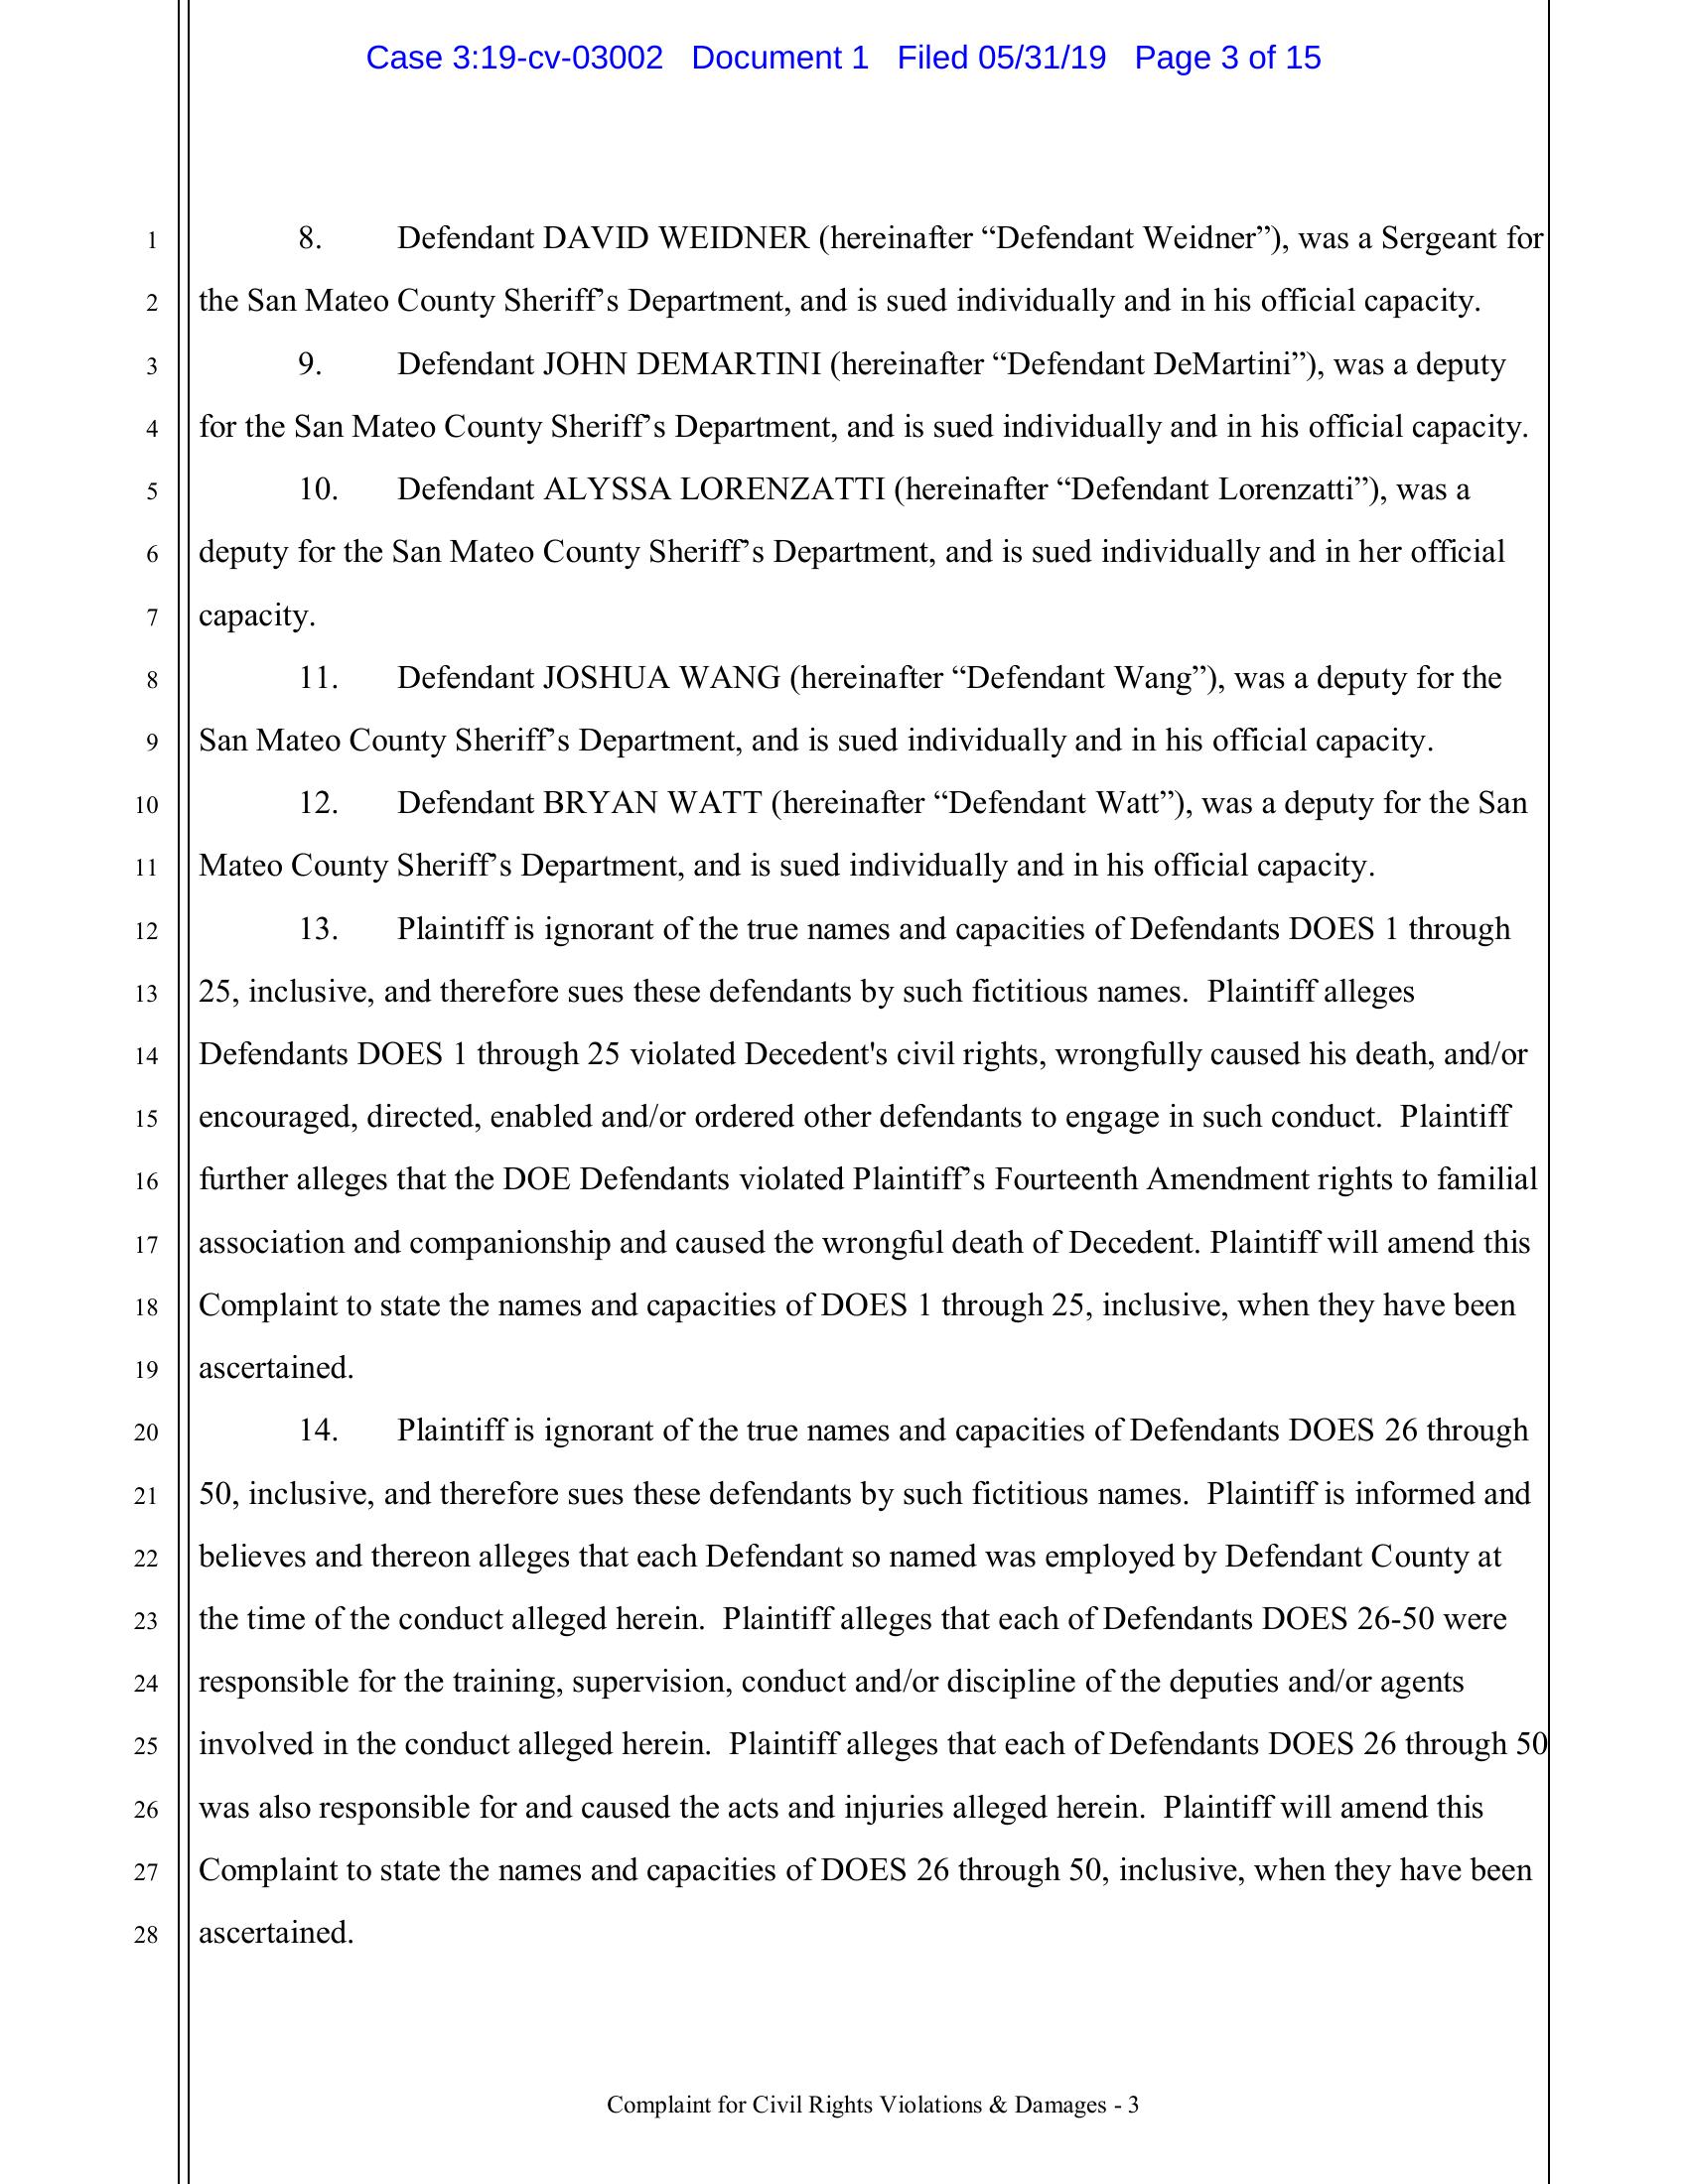 Case 3:19-cv-03002 Document 1 Filed 05/31/19 Page 3 of 15
1 8. Defendant DAVID WEIDNER (hereinafter “Defendant Weidner”), was a Sergeant for
2 the San Mateo County Sheriff’s Department, and is sued individually and in his official capacity.
3 9. Defendant JOHN DEMARTINI (hereinafter “Defendant DeMartini”), was a deputy
4 for the San Mateo County Sheriff’s Department, and is sued individually and in his official capacity.
5 10. Defendant ALYSSA LORENZATTI (hereinafter “Defendant Lorenzatti”), was a
6 deputy for the San Mateo County Sheriff’s Department, and is sued individually and in her official
7 capacity.
8 11. Defendant JOSHUA WANG (hereinafter “Defendant Wang”), was a deputy for the
9 San Mateo County Sheriff’s Department, and is sued individually and in his official capacity.
10 12. Defendant BRYAN WATT (hereinafter “Defendant Watt”), was a deputy for the San
11 Mateo County Sheriff’s Department, and is sued individually and in his official capacity.
12 13. Plaintiff is ignorant of the true names and capacities of Defendants DOES 1 through
13 25, inclusive, and therefore sues these defendants by such fictitious names.  Plaintiff alleges
14 Defendants DOES 1 through 25 violated Decedent's civil rights, wrongfully caused his death, and/or
15 encouraged, directed, enabled and/or ordered other defendants to engage in such conduct.  Plaintiff
16 further alleges that the DOE Defendants violated Plaintiff’s Fourteenth Amendment rights to familial
17 association and companionship and caused the wrongful death of Decedent. Plaintiff will amend this
18 Complaint to state the names and capacities of DOES 1 through 25, inclusive, when they have been
19 ascertained.
20 14. Plaintiff is ignorant of the true names and capacities of Defendants DOES 26 through
21 50, inclusive, and therefore sues these defendants by such fictitious names.  Plaintiff is informed and
22 believes and thereon alleges that each Defendant so named was employed by Defendant County at
23 the time of the conduct alleged herein.  Plaintiff alleges that each of Defendants DOES 26-50 were
24 responsible for the training, supervision, conduct and/or discipline of the deputies and/or agents
25 involved in the conduct alleged herein.  Plaintiff alleges that each of Defendants DOES 26 through 50
26 was also responsible for and caused the acts and injuries alleged herein.  Plaintiff will amend this
27 Complaint to state the names and capacities of DOES 26 through 50, inclusive, when they have been
28 ascertained.
Complaint for Civil Rights Violations & Damages - 3